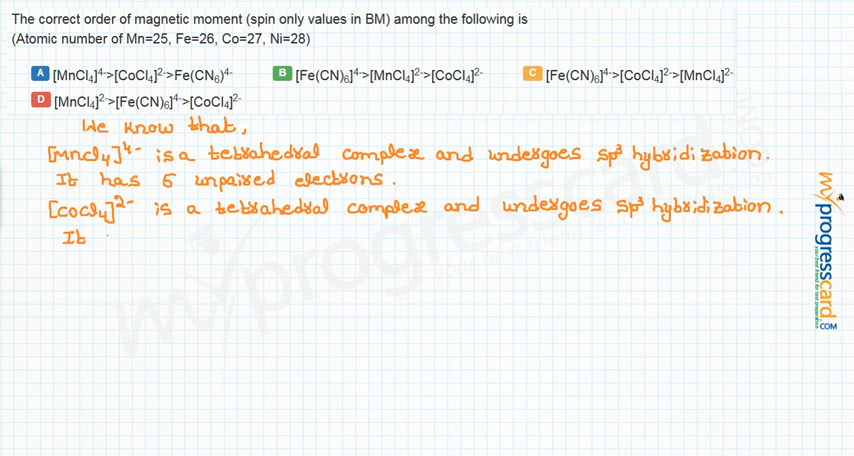 The correct order of magnetic moment (spin only values in BM) among the following is
(Atomic number of Mn=25, Fe=26, Co=27, Ni=28)
A [MnCl₄]⁴⁻>[CoCl₄]²⁻>Fe(CN₆)⁴⁻ B [Fe(CN)₆]⁴⁻>[MnCl₄]²⁻>[CoCl₄]²⁻ C [Fe(CN)₆]⁴⁻>[CoCl₄]²⁻>[MnCl₄]²⁻
D [MnCl₄]²⁻>[Fe(CN)₆]⁴⁻>[CoCl₄]²⁻
We know that,
[Mncl₄]⁴⁻ is a tetrahedral complex and undergoes sp³ hybridization.
It has 5 unpaired electrons.
[cocl₄]²⁻ is a tetrahedral complex and undergoes sp³ hybridization.
It
myprogresscard.COM
myprogresscard